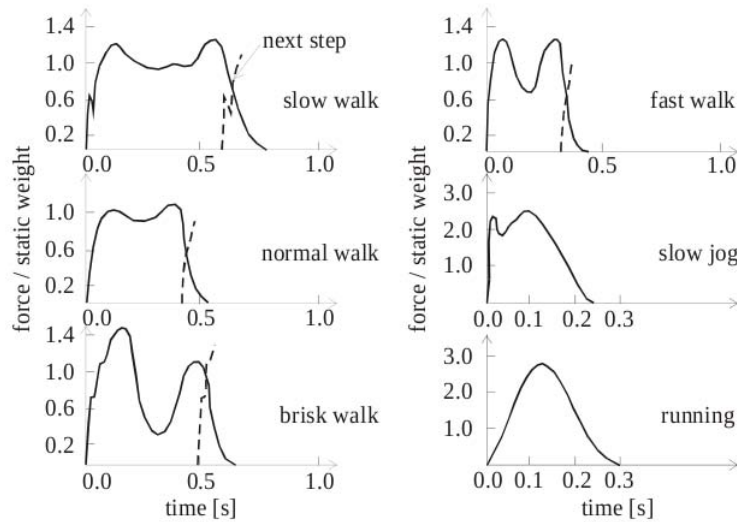 1.4
1.0
0.6
0.2
next step
slow walk
0.0 0.5 1.0
1.0
0.6
0.2
normal walk
0.0 0.5 1.0
1.4
1.0
0.6
0.2
brisk walk
0.0 0.5 1.0
time [s]
force / static weight
1.4
1.0
0.6
0.2
fast walk
0.0 0.5 1.0
3.0
2.0
1.0
slow jog
0.0 0.1 0.2 0.3
3.0
2.0
1.0
running
0.0 0.1 0.2 0.3
time [s]
force / static weight